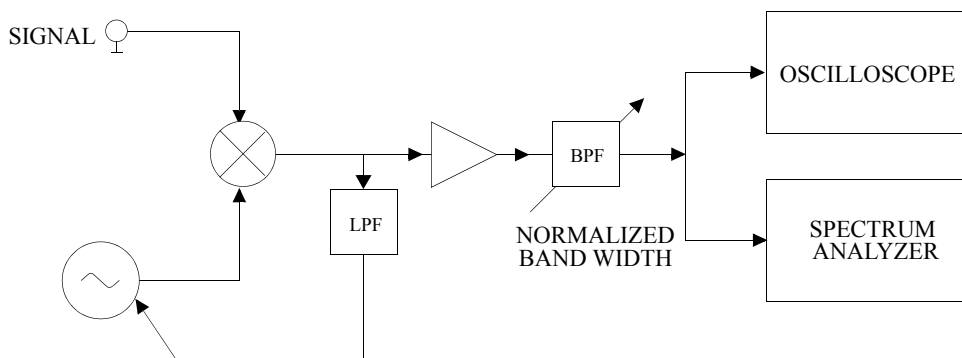 SIGNAL
OSCILLOSCOPE
BPF
LPF
NORMALIZED
BAND WIDTH
SPECTRUM
ANALYZER